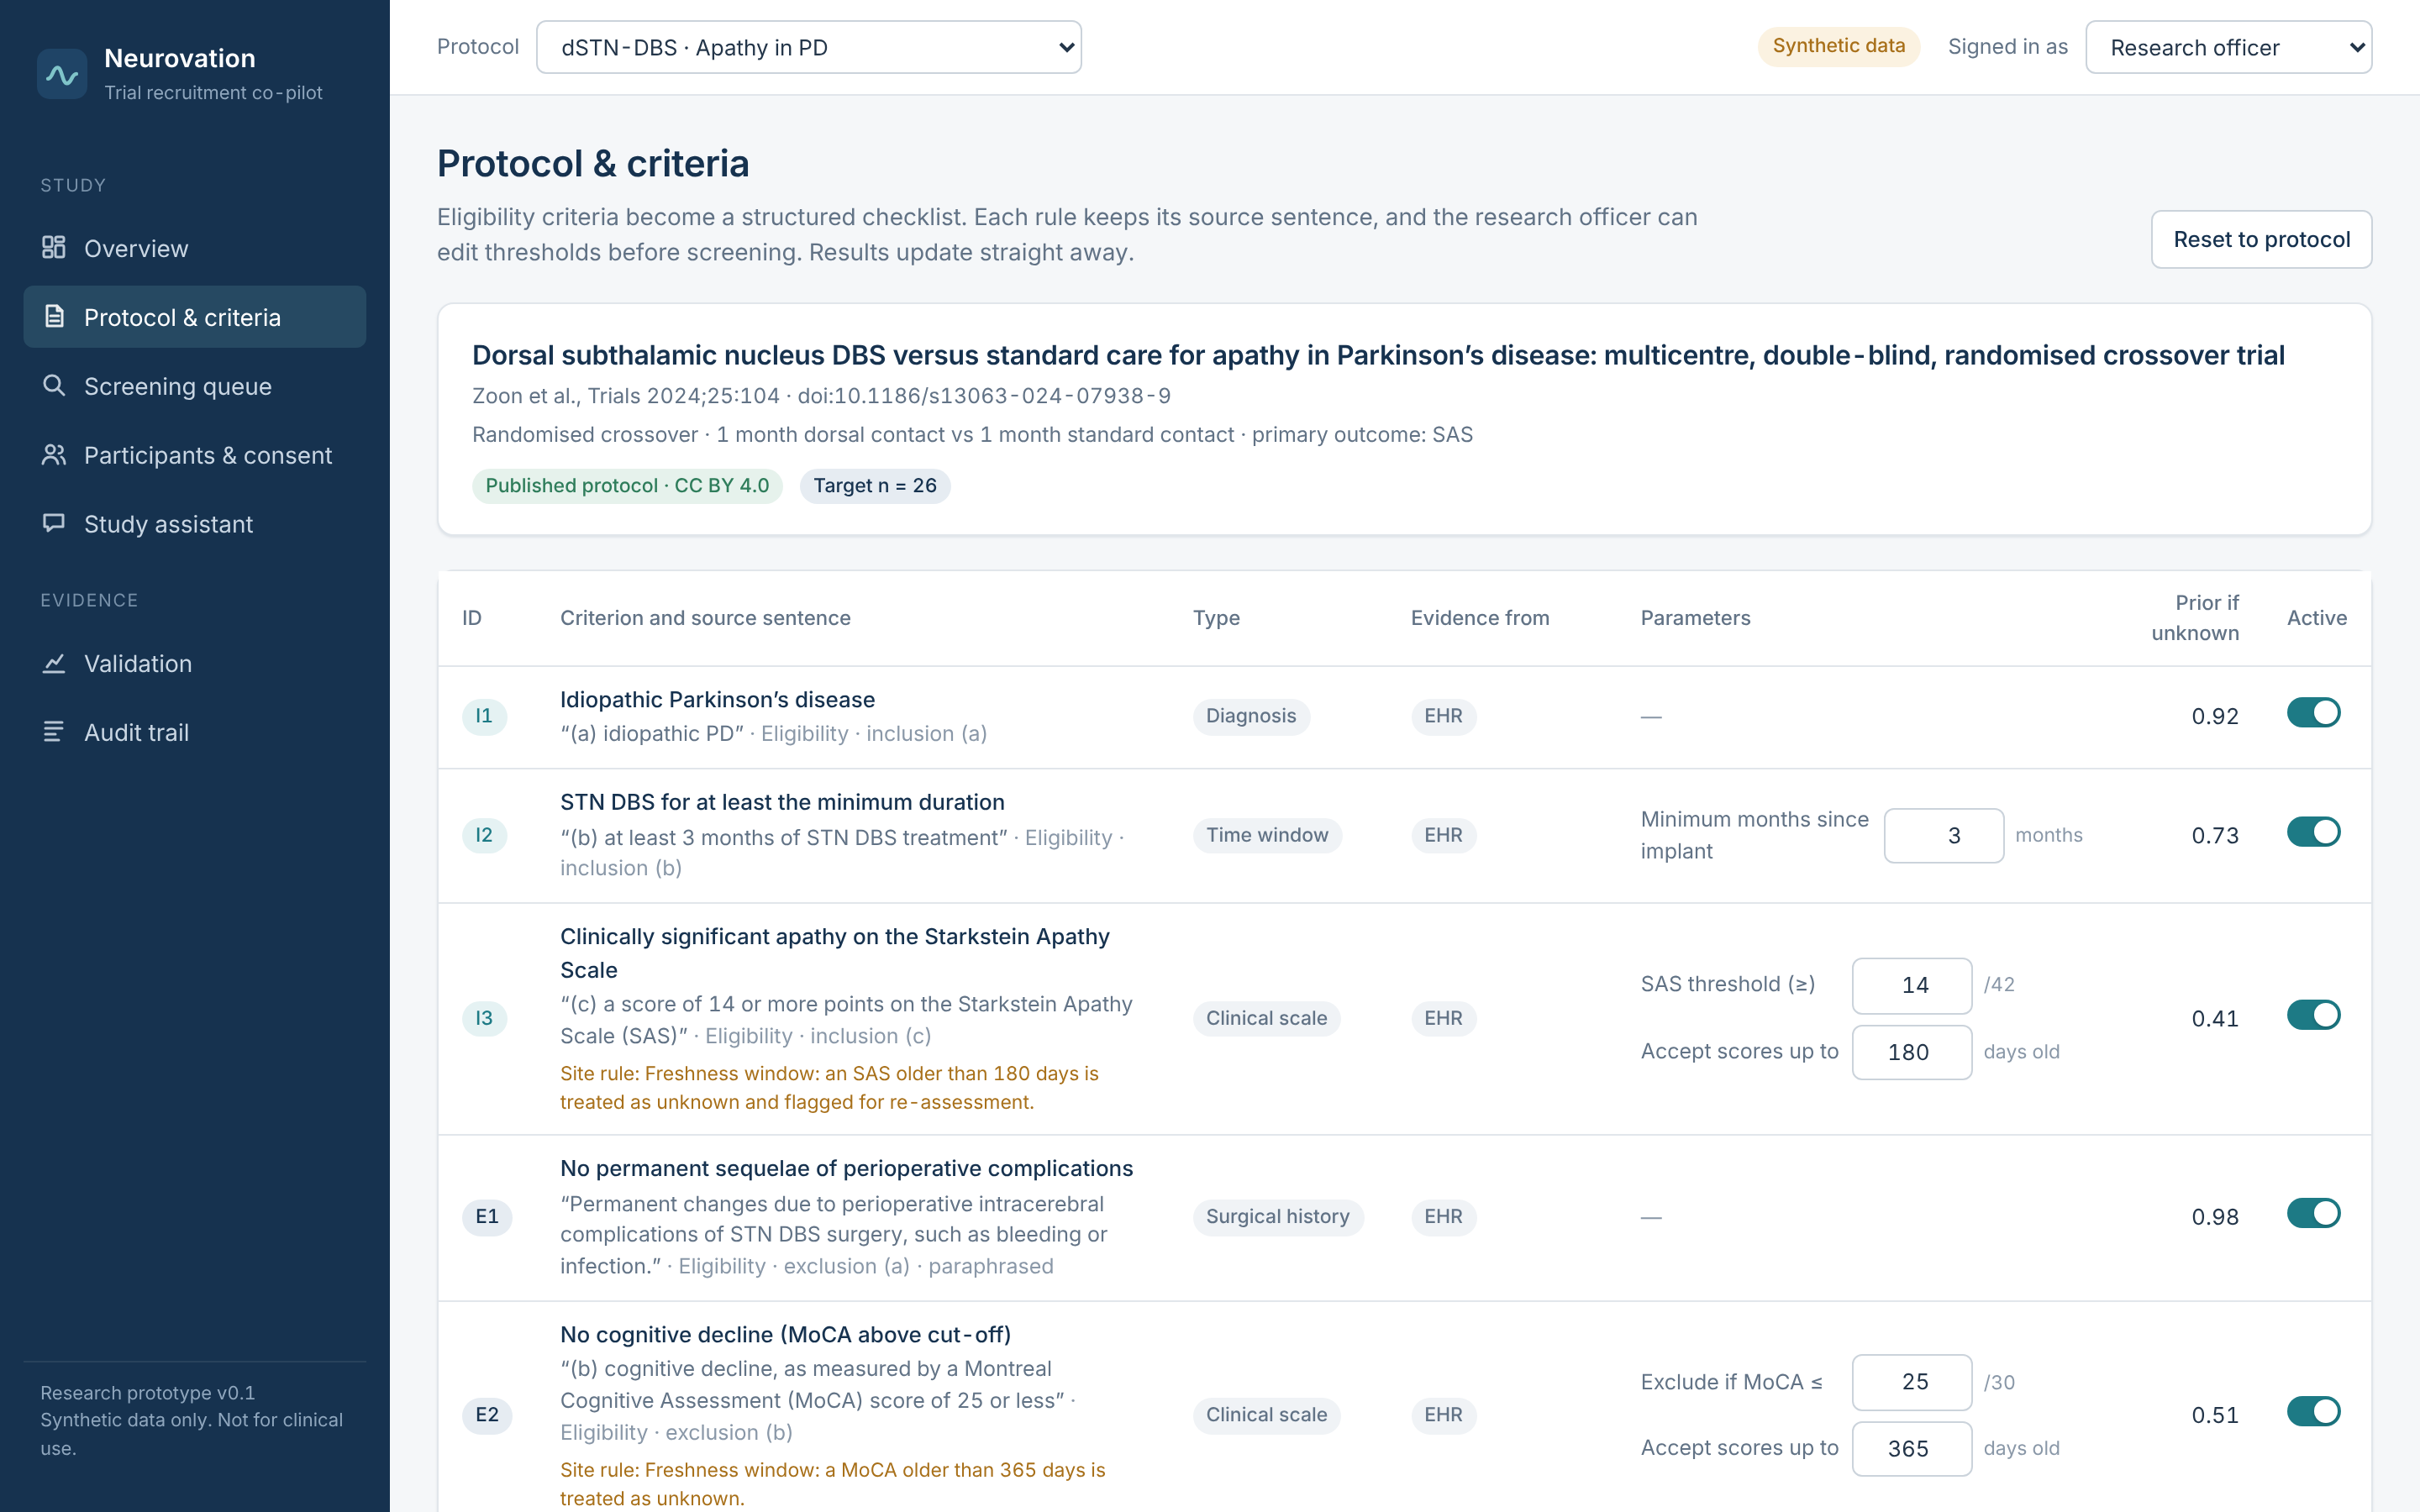 Neurovation
Trial recruitment co-pilot
STUDY
Overview
Protocol & criteria
Screening queue
Participants & consent
Study assistant
EVIDENCE
Validation
Audit trail
Research prototype v0.1
Synthetic data only. Not for clinical
use.
Protocol
dSTN-DBS · Apathy in PD
Synthetic data
Signed in as
Research officer
Protocol & criteria
Eligibility criteria become a structured checklist. Each rule keeps its source sentence, and the research officer can
edit thresholds before screening. Results update straight away.
Reset to protocol
Dorsal subthalamic nucleus DBS versus standard care for apathy in Parkinson’s disease: multicentre, double-blind, randomised crossover trial
Zoon et al., Trials 2024;25:104 · doi:10.1186/s13063-024-07938-9
Randomised crossover · 1 month dorsal contact vs 1 month standard contact · primary outcome: SAS
Published protocol · CC BY 4.0
Target n = 26
ID
Criterion and source sentence
Type
Evidence from
Parameters
Prior if
unknown
Active
I1
Idiopathic Parkinson’s disease
“(a) idiopathic PD” · Eligibility · inclusion (a)
Diagnosis
EHR
—
0.92
I2
STN DBS for at least the minimum duration
“(b) at least 3 months of STN DBS treatment” · Eligibility ·
inclusion (b)
Time window
EHR
Minimum months since
implant
3
months
0.73
I3
Clinically significant apathy on the Starkstein Apathy
Scale
“(c) a score of 14 or more points on the Starkstein Apathy
Scale (SAS)” · Eligibility · inclusion (c)
Site rule: Freshness window: an SAS older than 180 days is
treated as unknown and flagged for re-assessment.
Clinical scale
EHR
SAS threshold (≥)
14
/42
Accept scores up to
180
days old
0.41
E1
No permanent sequelae of perioperative complications
“Permanent changes due to perioperative intracerebral
complications of STN DBS surgery, such as bleeding or
infection.” · Eligibility · exclusion (a) · paraphrased
Surgical history
EHR
—
0.98
E2
No cognitive decline (MoCA above cut-off)
“(b) cognitive decline, as measured by a Montreal
Cognitive Assessment (MoCA) score of 25 or less” ·
Eligibility · exclusion (b)
Site rule: Freshness window: a MoCA older than 365 days is
treated as unknown.
Clinical scale
EHR
Exclude if MoCA ≤
25
/30
Accept scores up to
365
days old
0.51